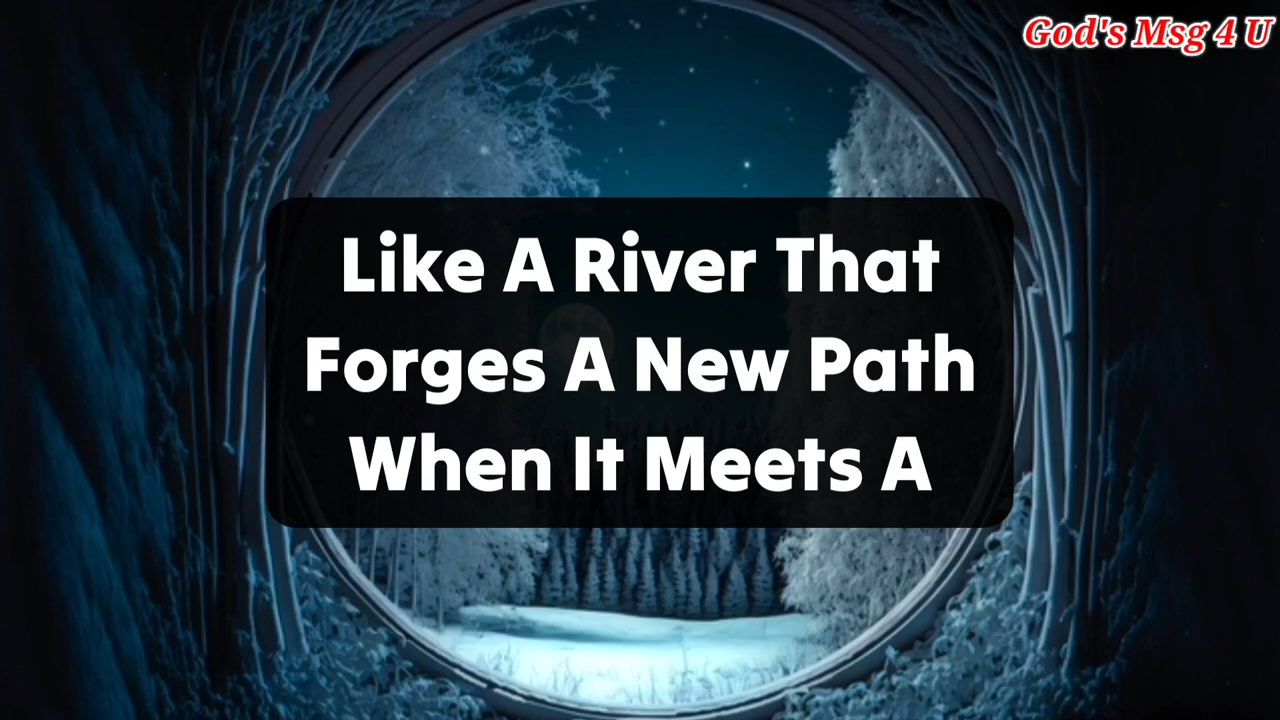 God's Msg 4 U
Like A River That
Forges A New Path
When It Meets A